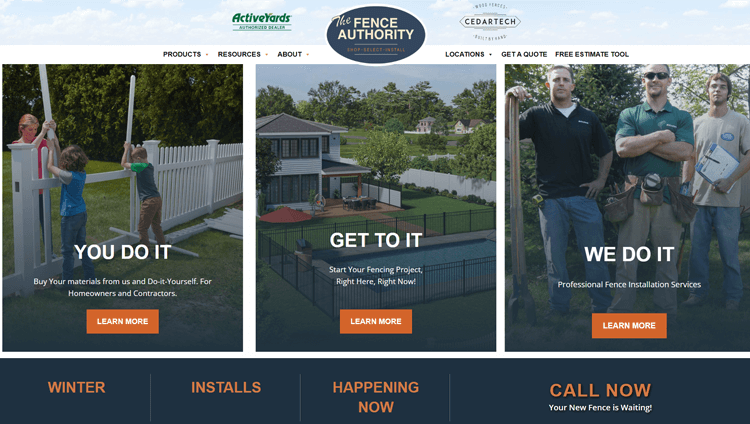 ActiveYards
AUTHORIZED DEALER
The
FENCE
AUTHORITY
SHOP·SELECT·INSTALL
WOOD FENCES
CEDARTECH
BUILT BY HAND
PRODUCTS
RESOURCES
ABOUT
LOCATIONS
GET A QUOTE
FREE ESTIMATE TOOL
YOU DO IT
Buy Your materials from us and Do-it-Yourself. For
Homeowners and Contractors.
LEARN MORE
GET TO IT
Start Your Fencing Project,
Right Here, Right Now!
LEARN MORE
WE DO IT
Professional Fence Installation Services
LEARN MORE
WINTER
INSTALLS
HAPPENING
NOW
CALL NOW
Your New Fence is Waiting!